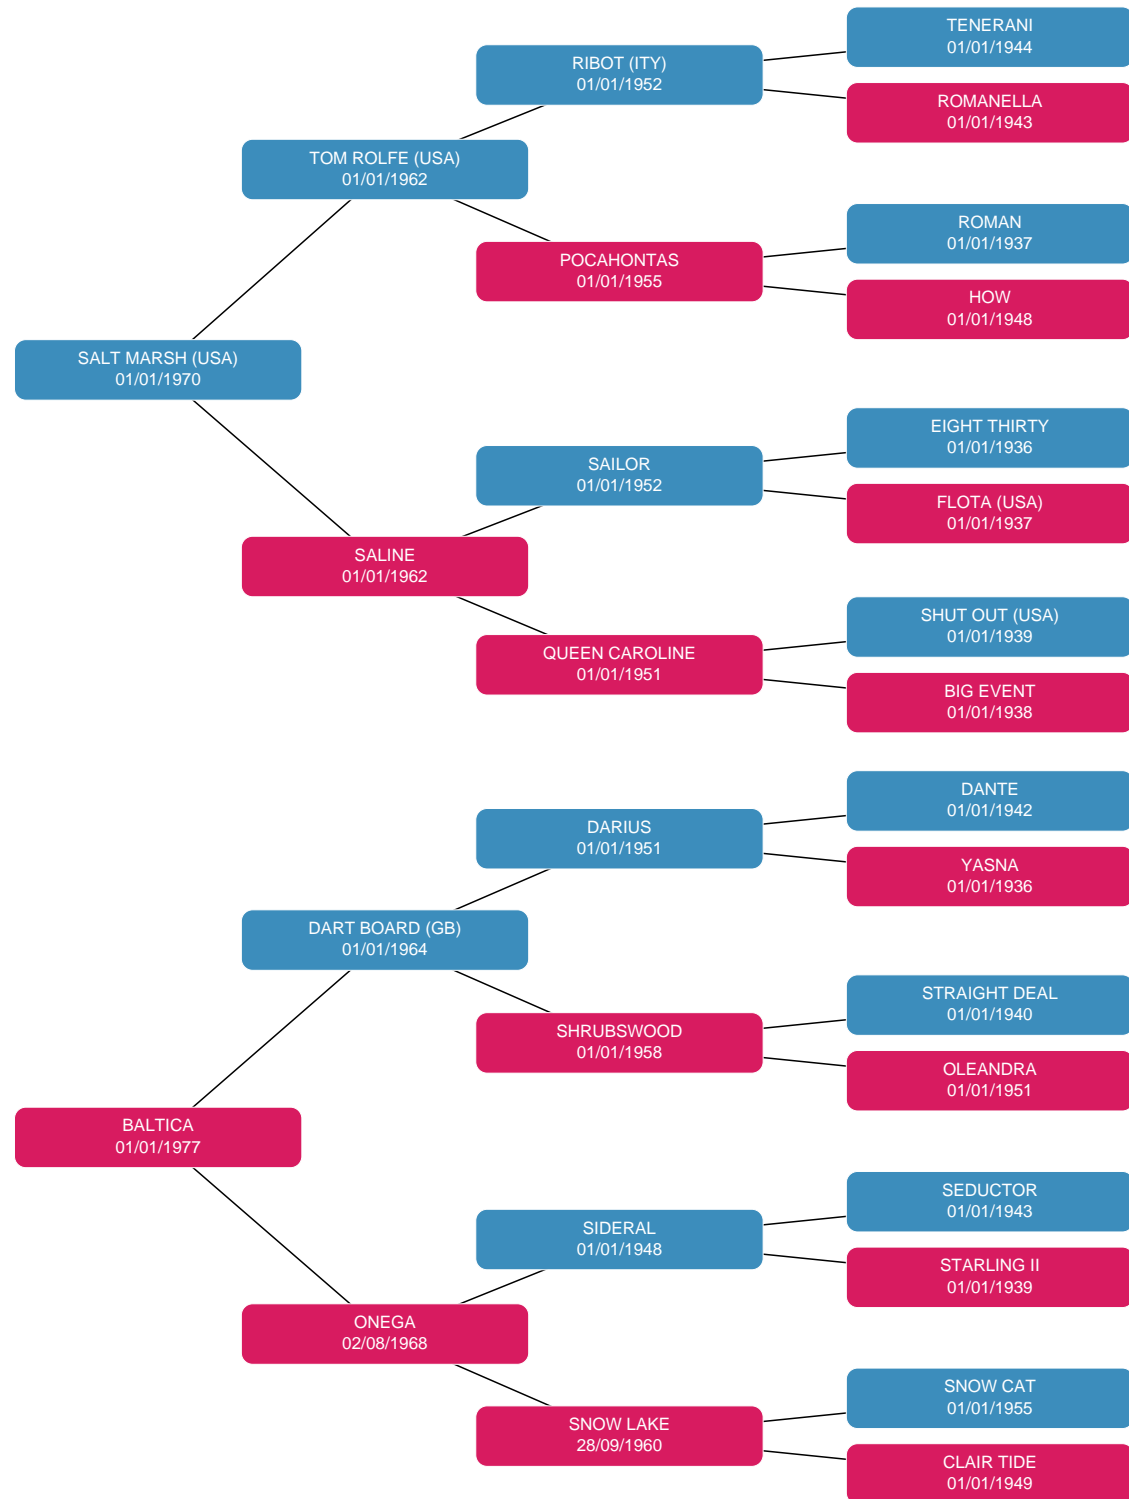 TENERANI
01/01/1944
RIBOT (ITY)
01/01/1952
ROMANELLA
01/01/1943
TOM ROLFE (USA)
01/01/1962
ROMAN
01/01/1937
POCAHONTAS
01/01/1955
HOW
01/01/1948
SALT MARSH (USA)
01/01/1970
EIGHT THIRTY
01/01/1936
SAILOR
01/01/1952
FLOTA (USA)
01/01/1937
SALINE
01/01/1962
SHUT OUT (USA)
01/01/1939
QUEEN CAROLINE
01/01/1951
BIG EVENT
01/01/1938
DANTE
01/01/1942
DARIUS
01/01/1951
YASNA
01/01/1936
DART BOARD (GB)
01/01/1964
STRAIGHT DEAL
01/01/1940
SHRUBSWOOD
01/01/1958
OLEANDRA
01/01/1951
BALTICA
01/01/1977
SEDUCTOR
01/01/1943
SIDERAL
01/01/1948
STARLING II
01/01/1939
ONEGA
02/08/1968
SNOW CAT
01/01/1955
SNOW LAKE
28/09/1960
CLAIR TIDE
01/01/1949